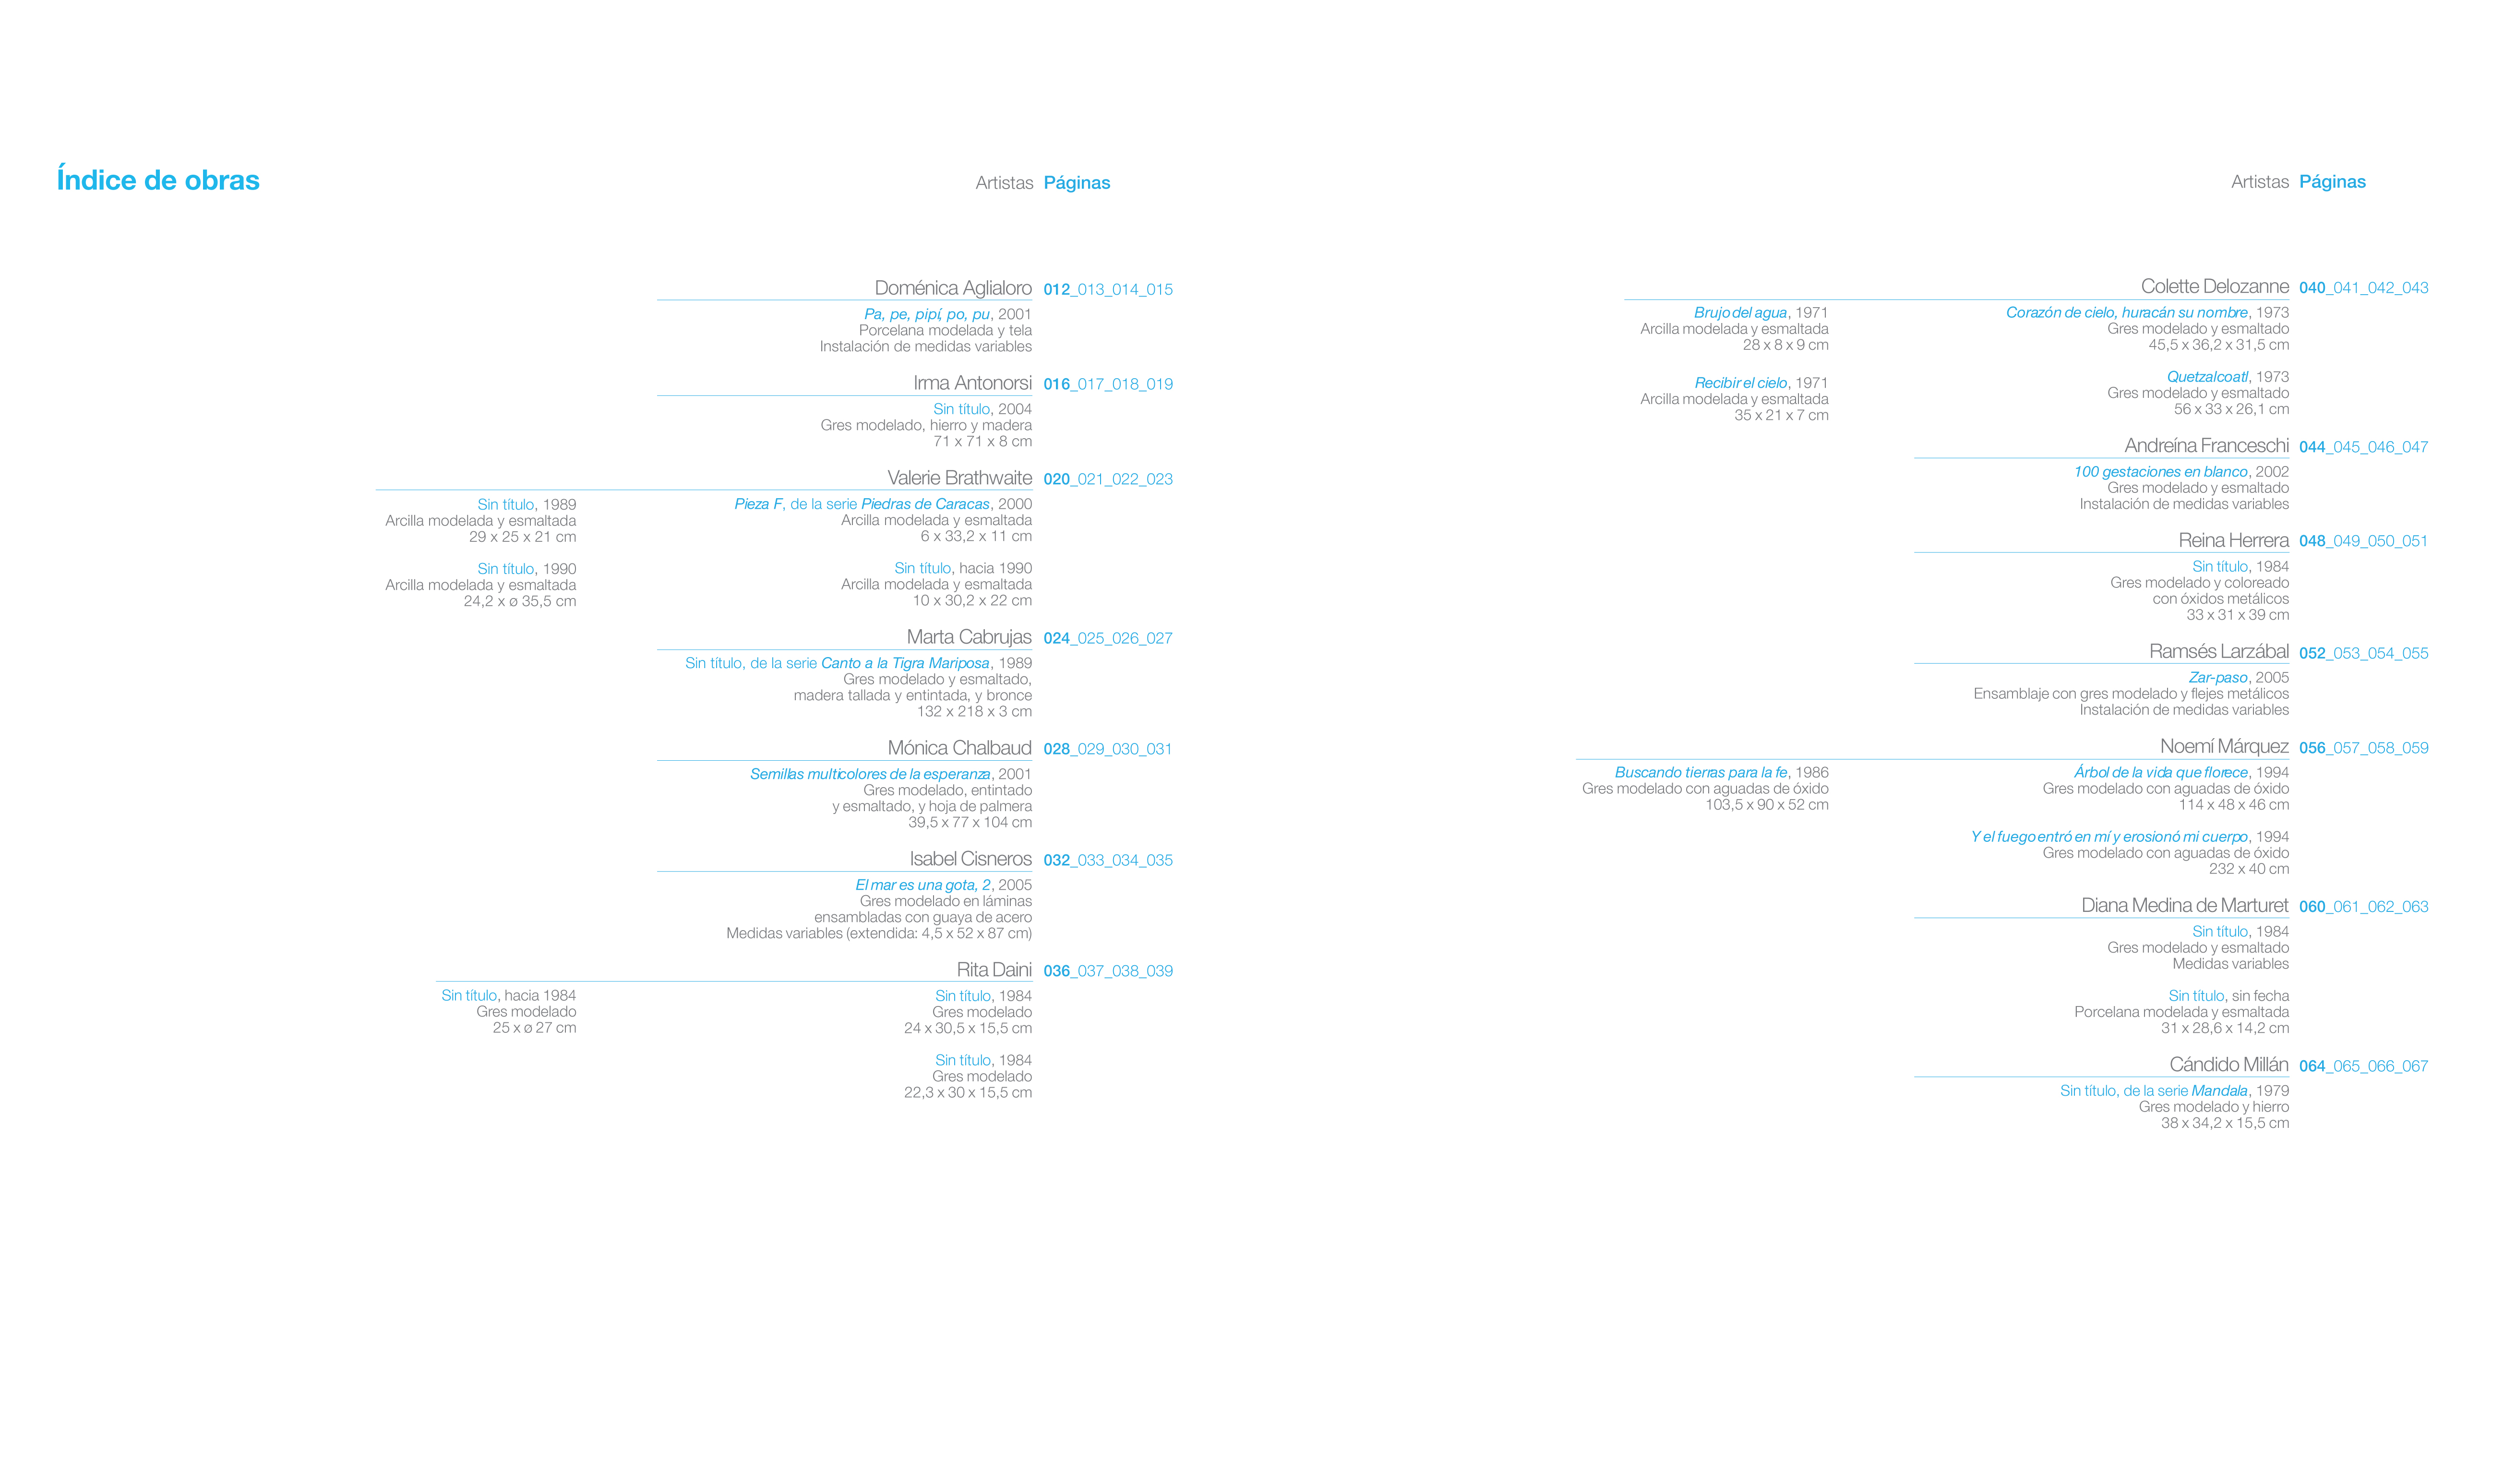 Índice de obras
Artistas Páginas
Doménica Aglialoro 012_013_014_015
Pa, pe, pipí, po, pu, 2001
Porcelana modelada y tela
Instalación de medidas variables
Irma Antonorsi 016_017_018_019
Sin título, 2004
Gres modelado, hierro y madera
71 x 71 x 8 cm
Valerie Brathwaite 020_021_022_023
Sin título, 1989
Arcilla modelada y esmaltada
29 x 25 x 21 cm
Sin título, 1990
Arcilla modelada y esmaltada
24,2 x ø 35,5 cm
Pieza F, de la serie Piedras de Caracas, 2000
Arcilla modelada y esmaltada
6 x 33,2 x 11 cm
Sin título, hacia 1990
Arcilla modelada y esmaltada
10 x 30,2 x 22 cm
Marta Cabrujas 024_025_026_027
Sin título, de la serie Canto a la Tigra Mariposa, 1989
Gres modelado y esmaltado,
madera tallada y entintada, y bronce
132 x 218 x 3 cm
Mónica Chalbaud 028_029_030_031
Semillas multicolores de la esperanza, 2001
Gres modelado, entintado
y esmaltado, y hoja de palmera
39,5 x 77 x 104 cm
Isabel Cisneros 032_033_034_035
El mar es una gota, 2, 2005
Gres modelado en láminas
ensambladas con guaya de acero
Medidas variables (extendida: 4,5 x 52 x 87 cm)
Rita Daini 036_037_038_039
Sin título, hacia 1984
Gres modelado
25 x ø 27 cm
Sin título, 1984
Gres modelado
24 x 30,5 x 15,5 cm
Sin título, 1984
Gres modelado
22,3 x 30 x 15,5 cm
Artistas Páginas
Colette Delozanne 040_041_042_043
Brujo del agua, 1971
Arcilla modelada y esmaltada
28 x 8 x 9 cm
Recibir el cielo, 1971
Arcilla modelada y esmaltada
35 x 21 x 7 cm
Corazón de cielo, huracán su nombre, 1973
Gres modelado y esmaltado
45,5 x 36,2 x 31,5 cm
Quetzalcoatl, 1973
Gres modelado y esmaltado
56 x 33 x 26,1 cm
Andreína Franceschi 044_045_046_047
100 gestaciones en blanco, 2002
Gres modelado y esmaltado
Instalación de medidas variables
Reina Herrera 048_049_050_051
Sin título, 1984
Gres modelado y coloreado
con óxidos metálicos
33 x 31 x 39 cm
Ramsés Larzábal 052_053_054_055
Zar-paso, 2005
Ensamblaje con gres modelado y flejes metálicos
Instalación de medidas variables
Noemí Márquez 056_057_058_059
Buscando tierras para la fe, 1986
Gres modelado con aguadas de óxido
103,5 x 90 x 52 cm
Árbol de la vida que florece, 1994
Gres modelado con aguadas de óxido
114 x 48 x 46 cm
Y el fuego entró en mí y erosionó mi cuerpo, 1994
Gres modelado con aguadas de óxido
232 x 40 cm
Diana Medina de Marturet 060_061_062_063
Sin título, 1984
Gres modelado y esmaltado
Medidas variables
Sin título, sin fecha
Porcelana modelada y esmaltada
31 x 28,6 x 14,2 cm
Cándido Millán 064_065_066_067
Sin título, de la serie Mandala, 1979
Gres modelado y hierro
38 x 34,2 x 15,5 cm